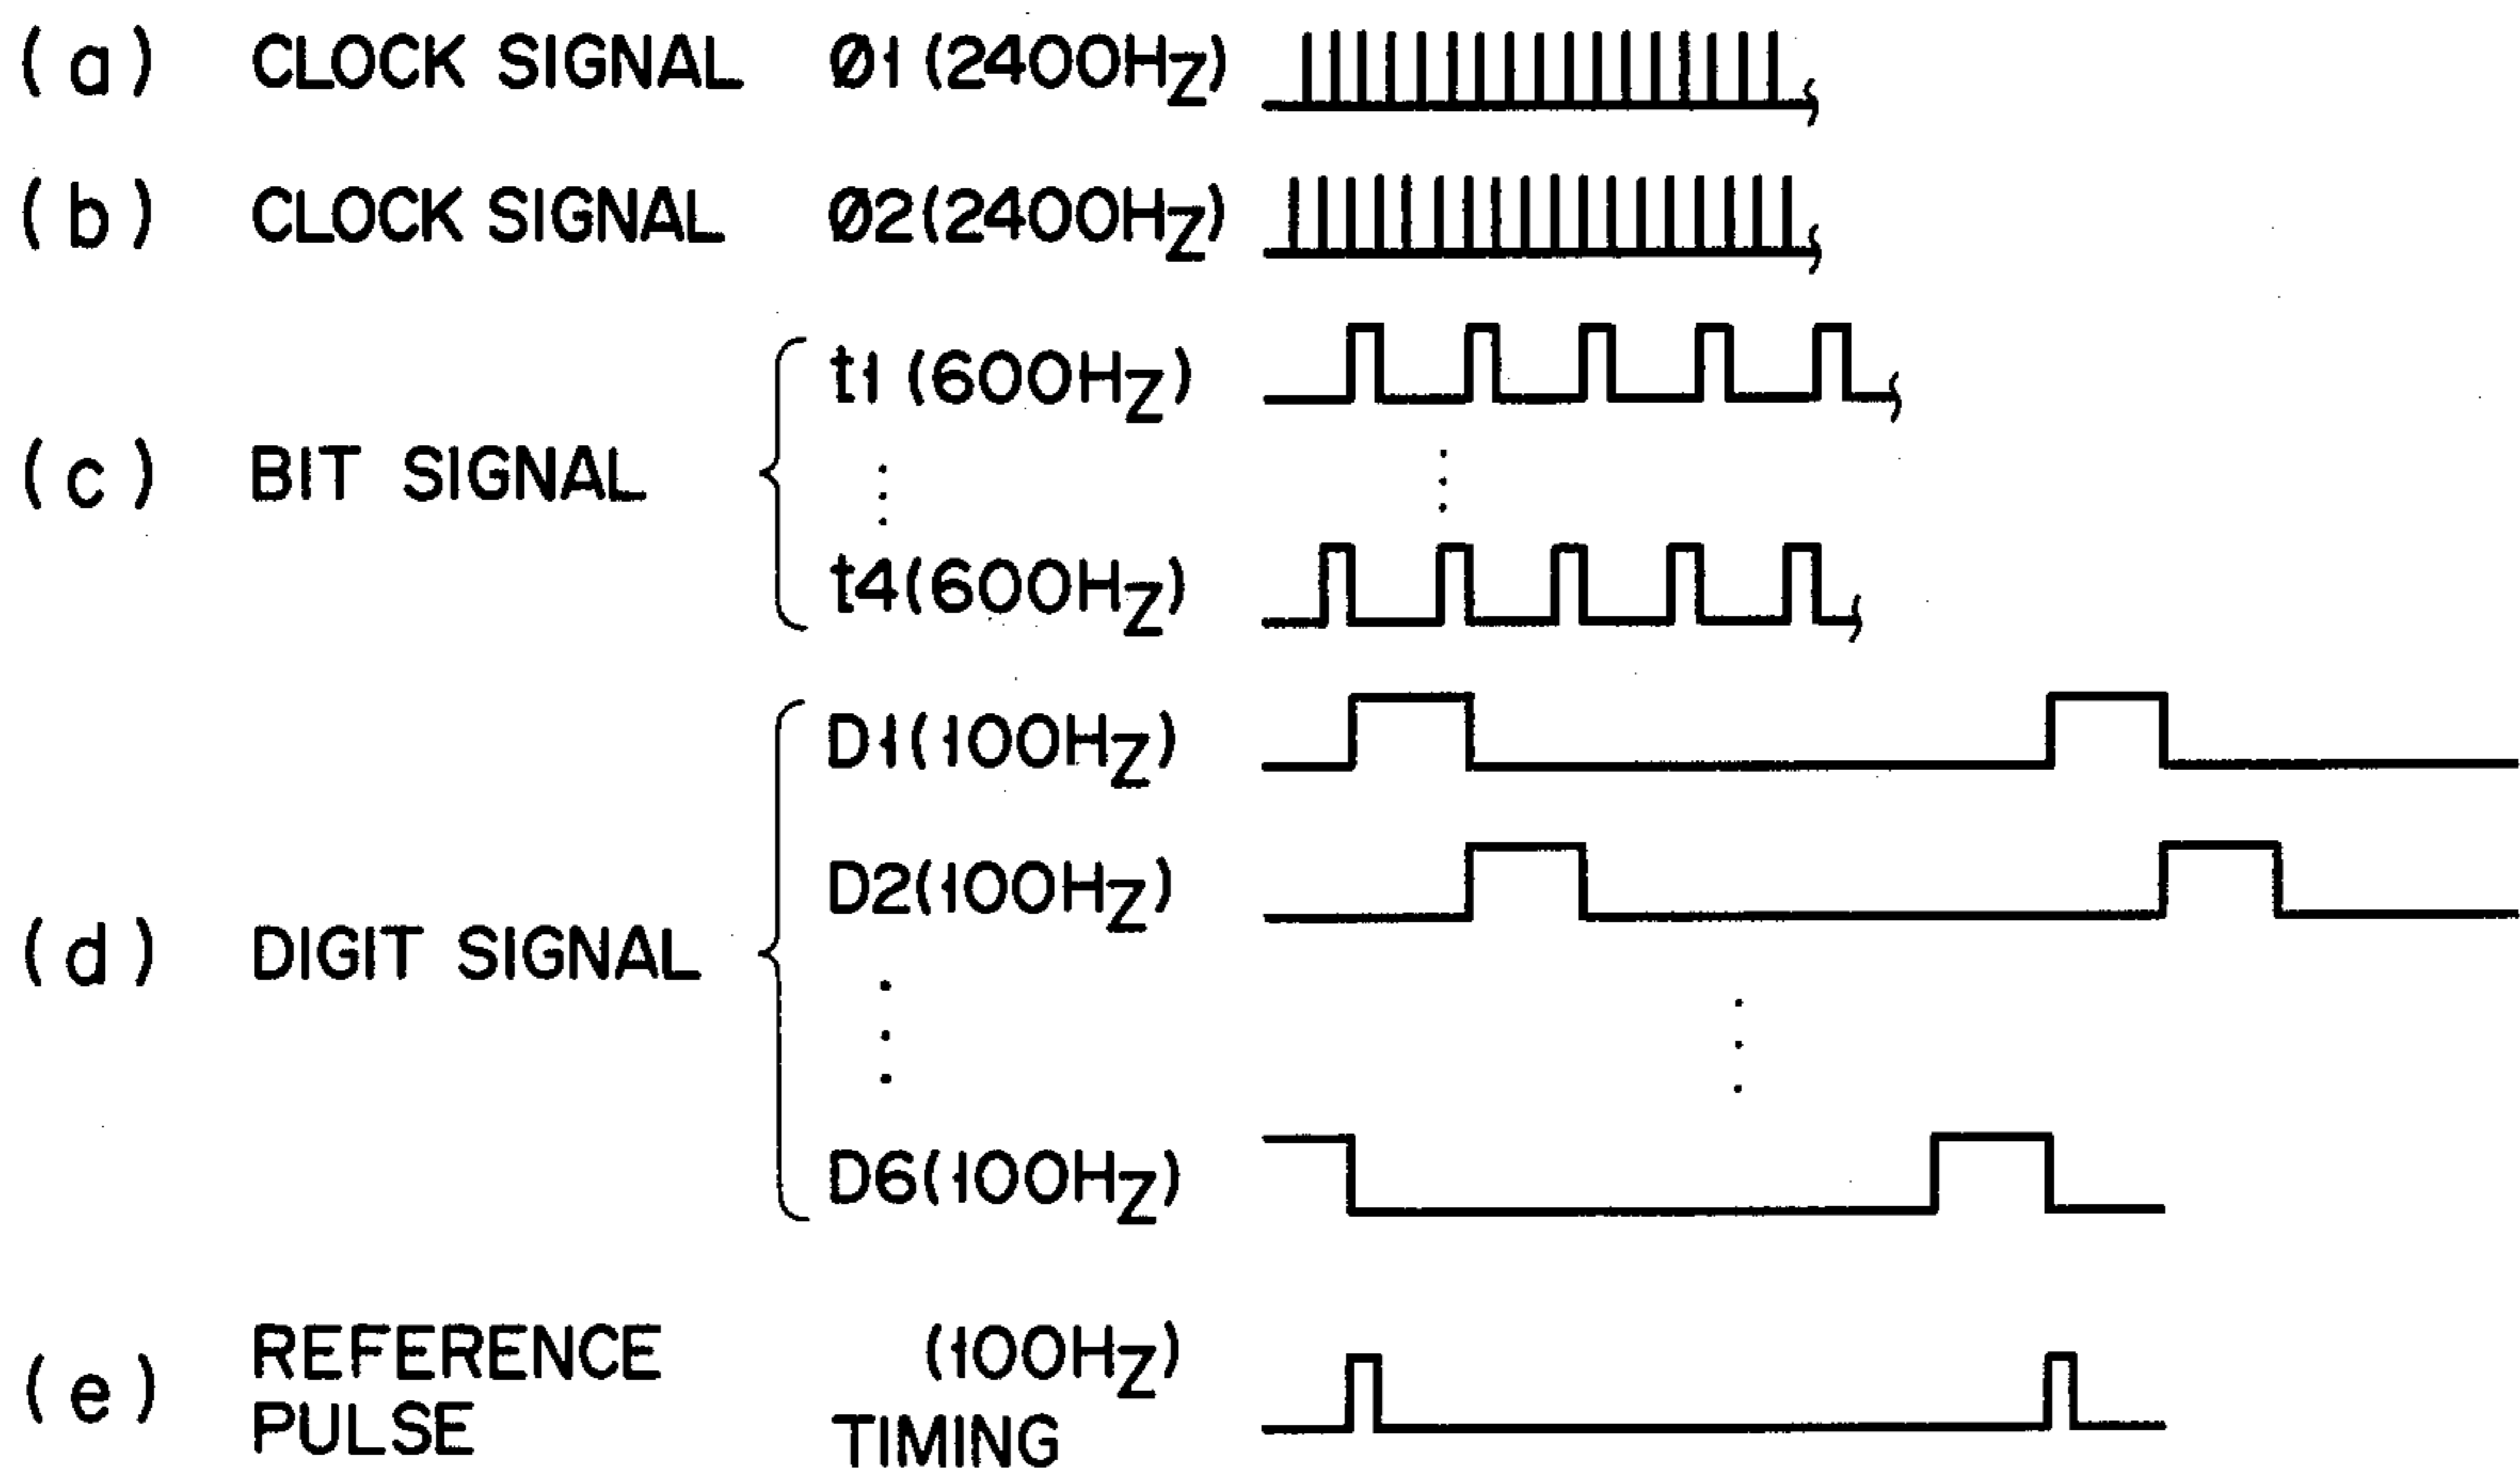 (a) CLOCK SIGNAL Ø1 (2400HZ)
(b) CLOCK SIGNAL Ø2(2400HZ)
t1 (600HZ)
(c) BIT SIGNAL
t4(600HZ)
D1(100HZ)
D2(100HZ)
(d) DIGIT SIGNAL
D6(100HZ)
(e) REFERENCE PULSE (100HZ) TIMING